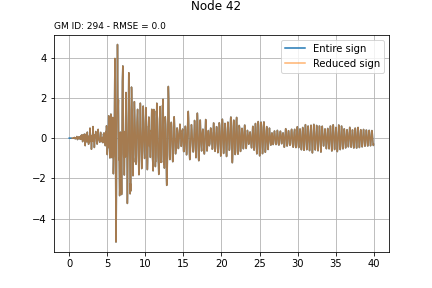 Node 42
GM ID: 294 - RMSE = 0.0
Entire sign
Reduced sign
4
2
0
−2
−4
0 5 10 15 20 25 30 35 40